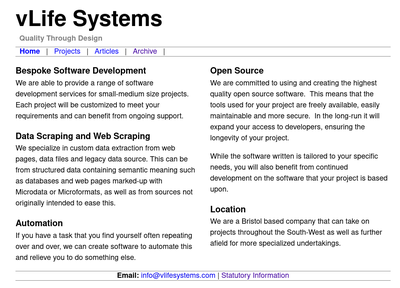 vLife Systems
Quality Through Design
Home | Projects | Articles | Archive |
Bespoke Software Development
We are able to provide a range of software
development services for small-medium size projects.
Each project will be customized to meet your
requirements and can benefit from ongoing support.
Data Scraping and Web Scraping
We specialize in custom data extraction from web
pages, data files and legacy data source. This can be
from structured data containing semantic meaning such
as databases and web pages marked-up with
Microdata or Microformats, as well as from sources not
originally intended to ease this.
Automation
If you have a task that you find yourself often repeating
over and over, we can create software to automate this
and relieve you to do something else.
Open Source
We are committed to using and creating the highest
quality open source software.  This means that the
tools used for your project are freely available, easily
maintainable and more secure.  In the long-run it will
expand your access to developers, ensuring the
longevity of your project.
While the software written is tailored to your specific
needs, you will also benefit from continued
development on the software that your project is based
upon.
Location
We are a Bristol based company that can take on
projects throughout the South-West as well as further
afield for more specialized undertakings.
Email: info@vlifesystems.com | Statutory Information